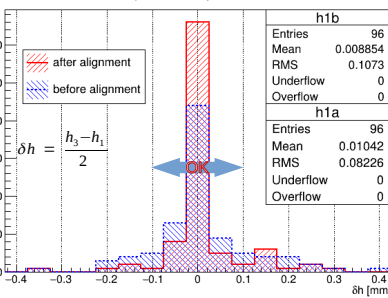 h1b
Entries 96
Mean 0.008854
RMS 0.1073
Underflow 0
Overflow 0
h1a
Entries 96
Mean 0.01042
RMS 0.08226
Underflow 0
Overflow 0
after alignment
before alignment
δh = h₃−h₁
2
OK
−0.4 −0.3 −0.2 −0.1 0 0.1 0.2 0.3 0.4
δh [mm